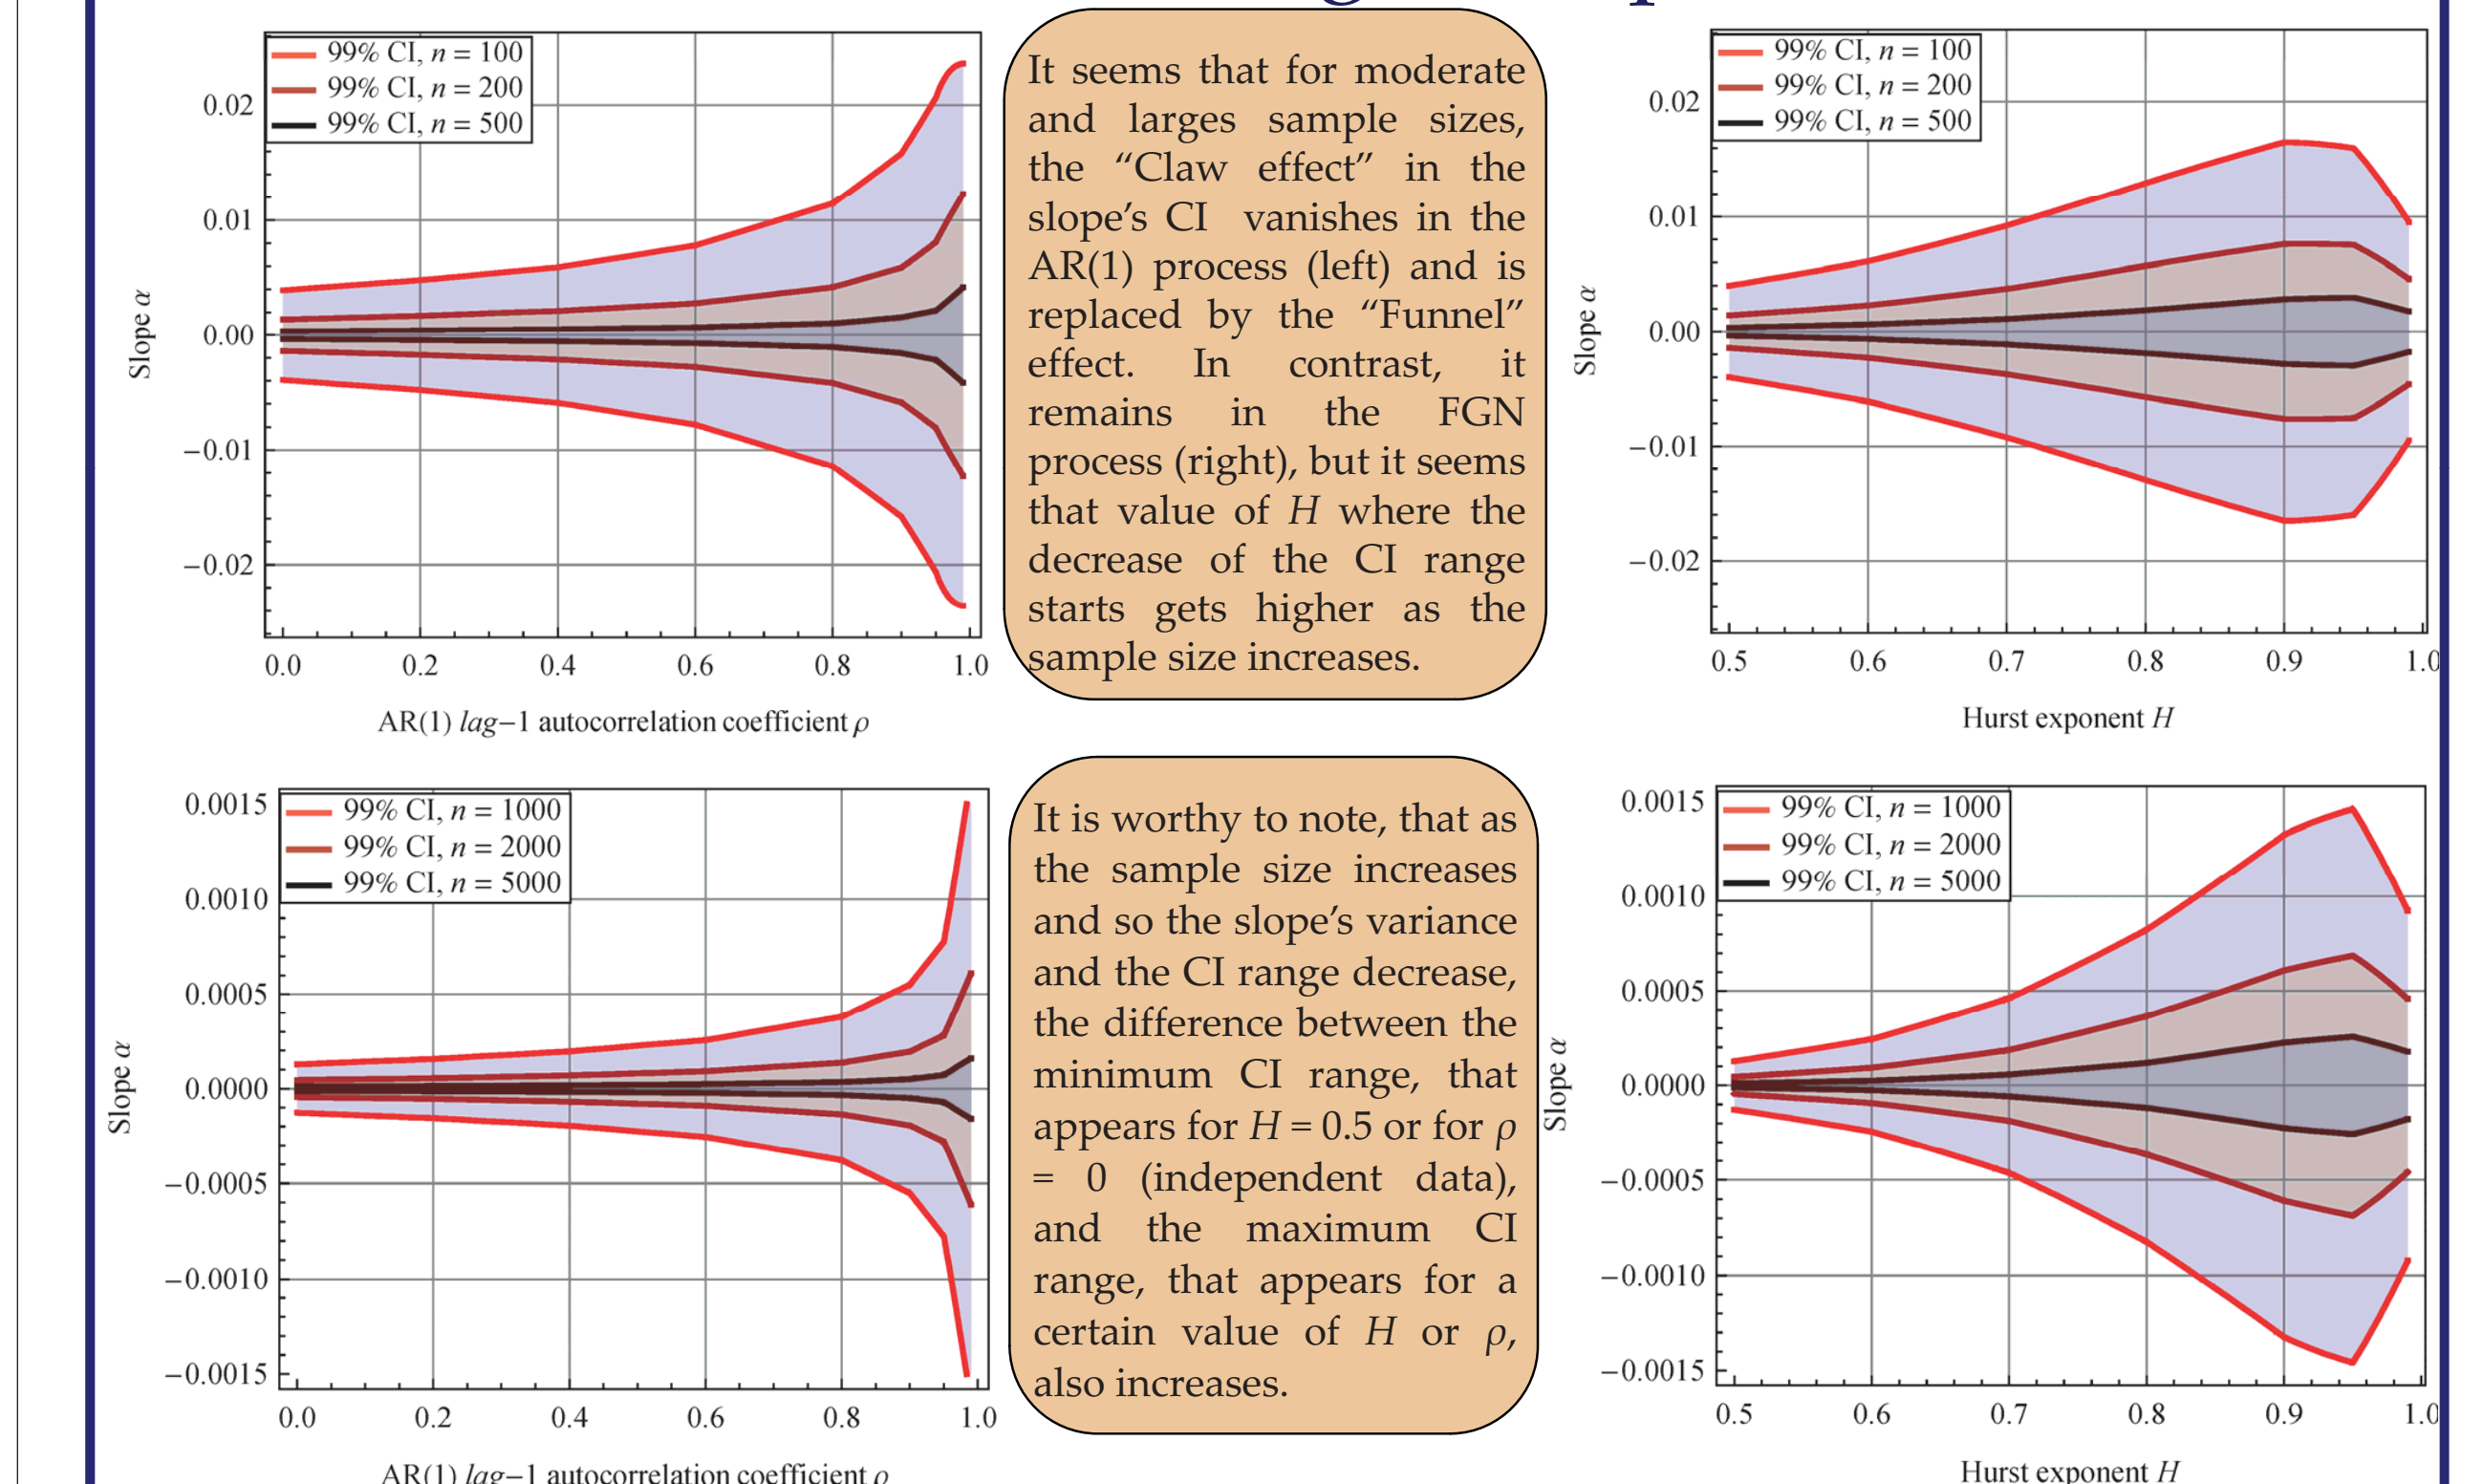 99% CI, n = 100
99% CI, n = 200
99% CI, n = 500
0.02
0.01
0.00
−0.01
−0.02
Slope α
0.0 0.2 0.4 0.6 0.8 1.0
AR(1) lag−1 autocorrelation coefficient ρ
It seems that for moderate
and larges sample sizes,
the “Claw effect” in the
slope’s CI vanishes in the
AR(1) process (left) and is
replaced by the “Funnel”
effect. In contrast, it
remains in the FGN
process (right), but it seems
that value of H where the
decrease of the CI range
starts gets higher as the
sample size increases.
99% CI, n = 100
99% CI, n = 200
99% CI, n = 500
0.02
0.01
0.00
−0.01
−0.02
Slope α
0.5 0.6 0.7 0.8 0.9 1.0
Hurst exponent H
99% CI, n = 1000
99% CI, n = 2000
99% CI, n = 5000
0.0015
0.0010
0.0005
0.0000
−0.0005
−0.0010
−0.0015
Slope α
0.0 0.2 0.4 0.6 0.8 1.0
AR(1) lag−1 autocorrelation coefficient ρ
It is worthy to note, that as
the sample size increases
and so the slope’s variance
and the CI range decrease,
the difference between the
minimum CI range, that
appears for H = 0.5 or for ρ
= 0 (independent data),
and the maximum CI
range, that appears for a
certain value of H or ρ,
also increases.
99% CI, n = 1000
99% CI, n = 2000
99% CI, n = 5000
0.0015
0.0010
0.0005
0.0000
−0.0005
−0.0010
−0.0015
Slope α
0.5 0.6 0.7 0.8 0.9 1.0
Hurst exponent H